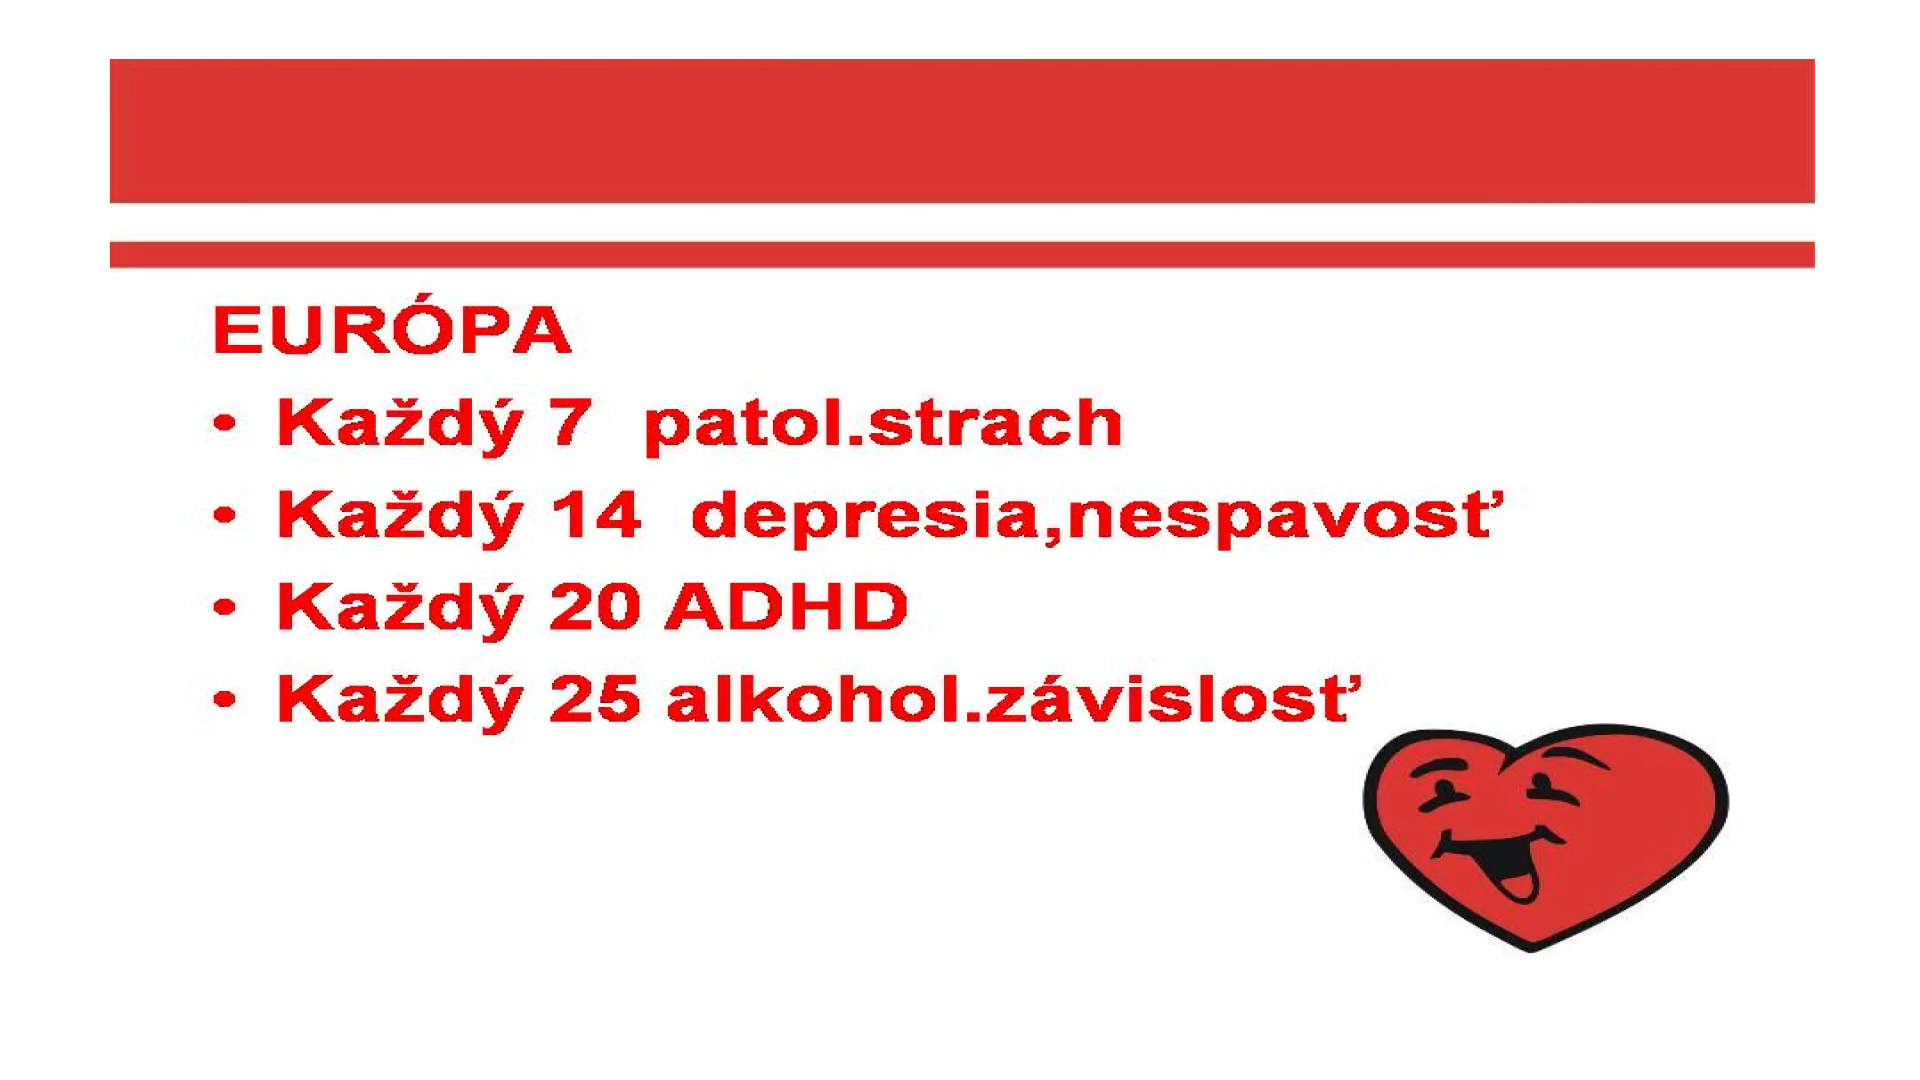 EURÓPA
• Každý 7  patol.strach
• Každý 14  depresia,nespavosť
• Každý 20 ADHD
• Každý 25 alkohol.závislosť